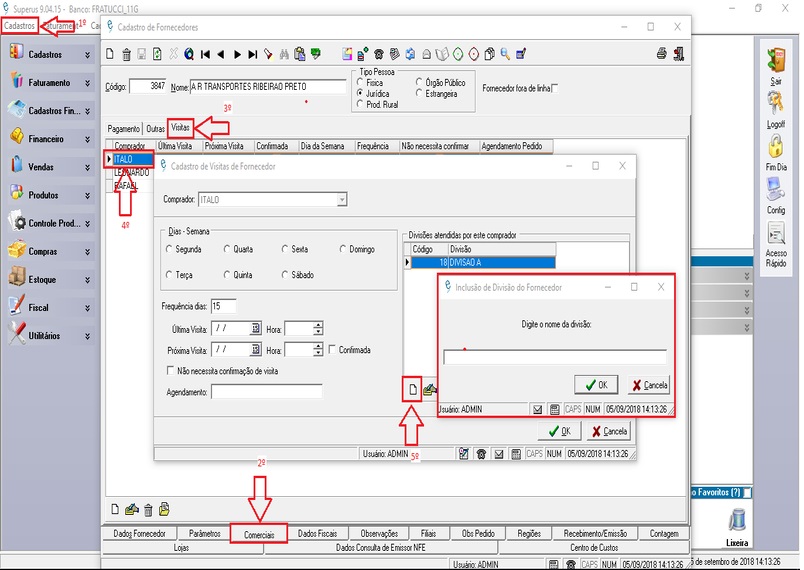 Superus 9.04.15 - Banco: FRATUCCI_11G
Cadastros Faturament Ca
1º
Cadastros
Faturamento
Cadastros Fin...
Financeiro
Vendas
Produtos
Controle Prod...
Compras
Estoque
Fiscal
Utilitários
Cadastro de Fornecedores
Código: 3847 Nome: A R TRANSPORTES RIBEIRAO PRETO
Tipo Pessoa
Física
Jurídica
Prod. Rural
Órgão Público
Estrangeira
Fornecedor fora de linha
3º
Pagamento Outras Visitas
Comprador Última Visita Próxima Visita Confirmada Dia da Semana Frequência Não necessita confirmar Agendamento Pedido
ITALO
LEONARDO
RAFAEL
4º
Cadastro de Visitas de Fornecedor
Comprador: ITALO
Dias - Semana
Segunda Quarta Sexta Domingo
Terça Quinta Sábado
Frequência dias: 15
Última Visita: / / 15 Hora: :
Próxima Visita: / / 15 Hora: : Confirmada
Não necessita confirmação de visita
Agendamento:
Divisões atendidas por este comprador
Código Divisão
18 DIVISAO A
5º
OK Cancela
Usuário: ADMIN CAPS NUM 05/09/2018 14:13:26
Inclusão de Divisão do Fornecedor
Digite o nome da divisão:
OK Cancela
Usuário: ADMIN CAPS NUM 05/09/2018 14:13:26
2º
Dados Fornecedor Parâmetros Comerciais Dados Fiscais Observações Filiais Obs Pedido Regiões Recebimento/Emissão Contagem
Lojas Dados Consulta de Emissor NFE Centro de Custos
Usuário: ADMIN CAPS NUM 05/09/2018 14:13:26
Sair
Logoff
Fim Dia
Config
Acesso
Rápido
o Favoritos (?)
Lixeira
de setembro de 2018 14:13:26